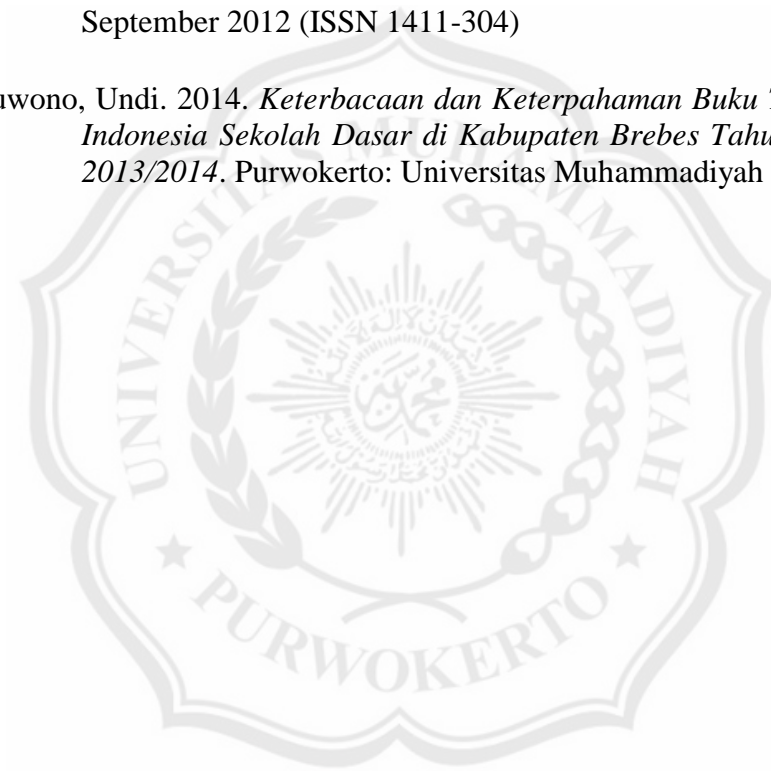 September 2012 (ISSN 1411-304)
uwono, Undi. 2014. Keterbacaan dan Keterpahaman Buku
Indonesia Sekolah Dasar di Kabupaten Brebes Tahu
2013/2014. Purwokerto: Universitas Muhammadiyah
UNIVERSITAS MUHAMMADIYAH
PURWOKERTO